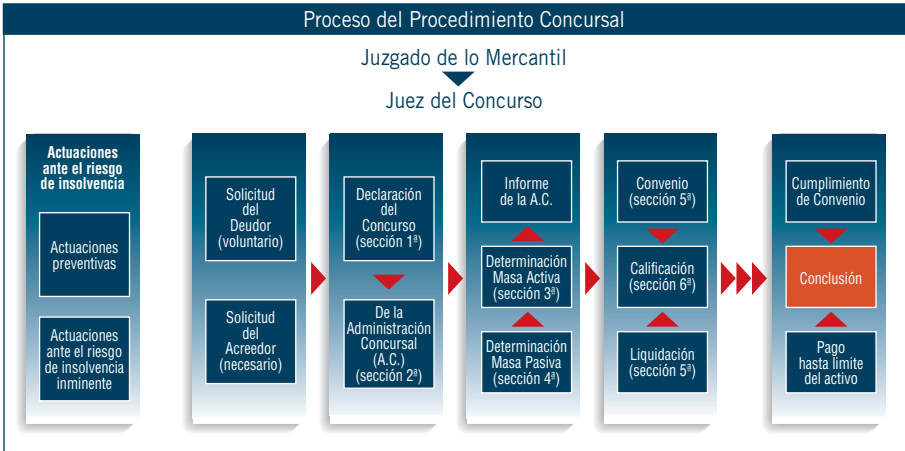 Proceso del Procedimiento Concursal
Juzgado de lo Mercantil
Juez del Concurso
Actuaciones
ante el riesgo
de insolvencia
Actuaciones
preventivas
Actuaciones
ante el riesgo
de insolvencia
inminente
Solicitud
del
Deudor
(voluntario)
Solicitud
del
Acreedor
(necesario)
Declaración
del
Concurso
(sección 1ª)
De la
Administración
Concursal
(A.C.)
(sección 2ª)
Informe
de la A.C.
Determinación
Masa Activa
(sección 3ª)
Determinación
Masa Pasiva
(sección 4ª)
Convenio
(sección 5ª)
Calificación
(sección 6ª)
Liquidación
(sección 5ª)
Cumplimiento
de Convenio
Conclusión
Pago
hasta limite
del activo